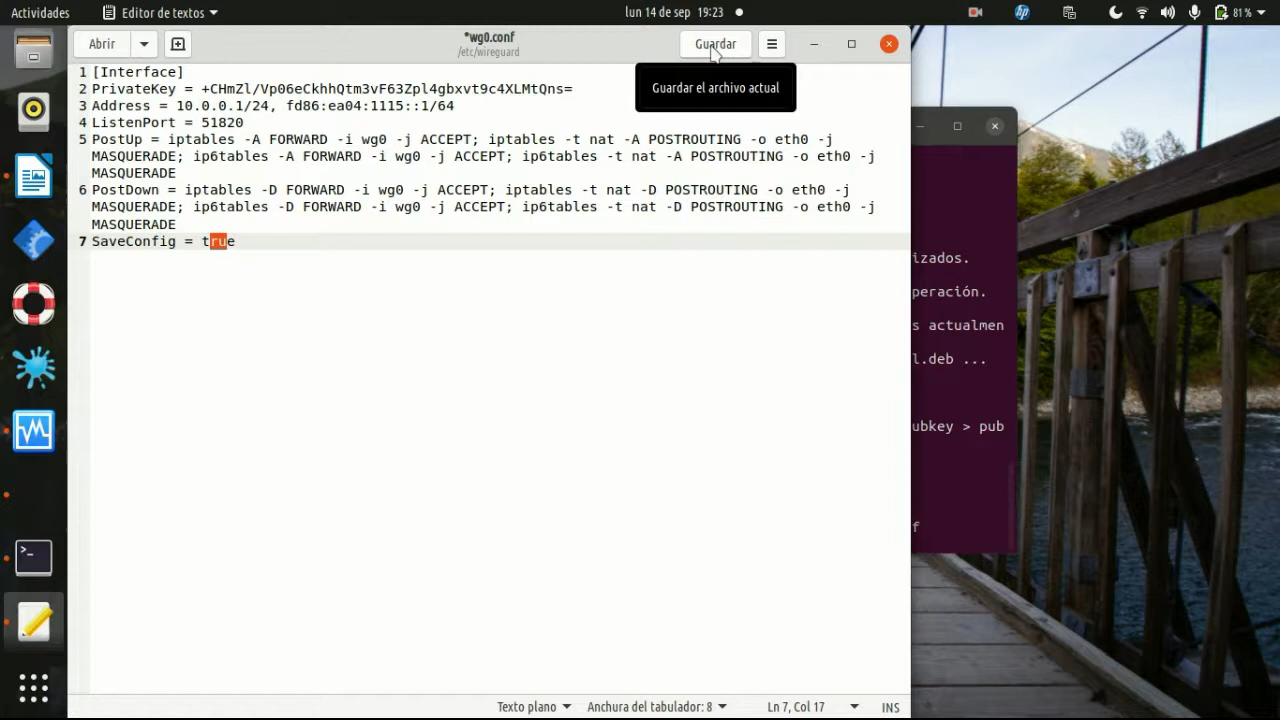 Actividades
Editor de textos
lun 14 de sep 19:23
hp
81 %
Abrir
*wg0.conf
/etc/wireguard
Guardar
Guardar el archivo actual
1 [Interface]
2 PrivateKey = +CHmZl/Vp06eCkhhQtm3vF63Zpl4gbxvt9c4XLMtQns=
3 Address = 10.0.0.1/24, fd86:ea04:1115::1/64
4 ListenPort = 51820
5 PostUp = iptables -A FORWARD -i wg0 -j ACCEPT; iptables -t nat -A POSTROUTING -o eth0 -j
MASQUERADE; ip6tables -A FORWARD -i wg0 -j ACCEPT; ip6tables -t nat -A POSTROUTING -o eth0 -j
MASQUERADE
6 PostDown = iptables -D FORWARD -i wg0 -j ACCEPT; iptables -t nat -D POSTROUTING -o eth0 -j
MASQUERADE; ip6tables -D FORWARD -i wg0 -j ACCEPT; ip6tables -t nat -D POSTROUTING -o eth0 -j
MASQUERADE
7 SaveConfig = true
izados.
peración.
s actualmen
l.deb ...
ubkey > pub
f
Texto plano
Anchura del tabulador: 8
Ln 7, Col 17
INS